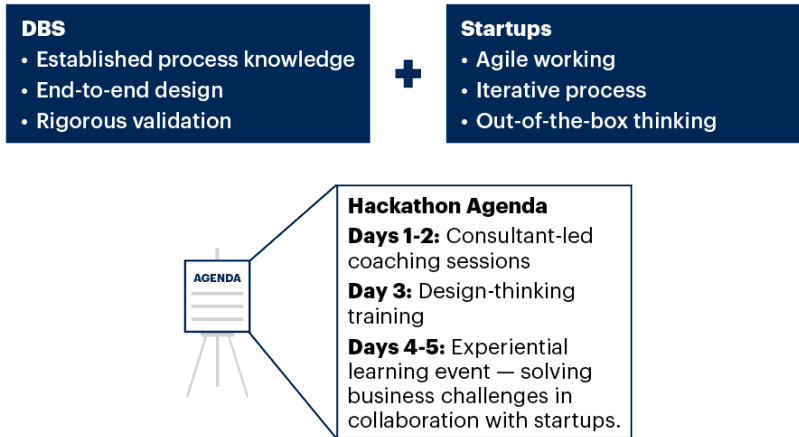 DBS
• Established process knowledge
• End-to-end design
• Rigorous validation
Startups
• Agile working
• Iterative process
• Out-of-the-box thinking
AGENDA
Hackathon Agenda
Days 1-2: Consultant-led
coaching sessions
Day 3: Design-thinking
training
Days 4-5: Experiential
learning event — solving
business challenges in
collaboration with startups.